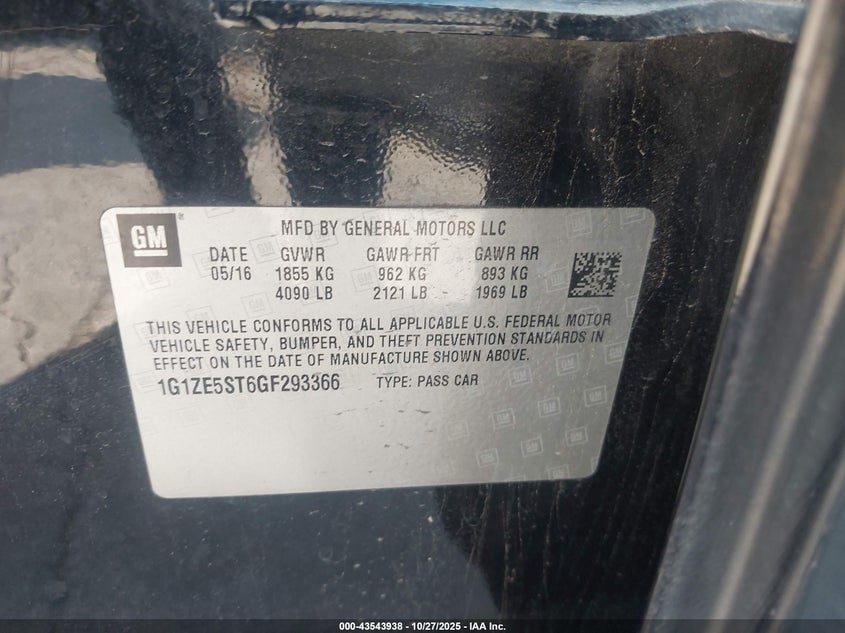 GM ®
MFD BY GENERAL MOTORS LLC
DATE GVWR GAWR FRT GAWR RR
05/16 1855 KG 962 KG 893 KG
4090 LB 2121 LB 1969 LB
THIS VEHICLE CONFORMS TO ALL APPLICABLE U.S. FEDERAL MOTOR
VEHICLE SAFETY, BUMPER, AND THEFT PREVENTION STANDARDS IN
EFFECT ON THE DATE OF MANUFACTURE SHOWN ABOVE.
1G1ZE5ST6GF293366 TYPE: PASS CAR
000-43543938 - 10/27/2025 - IAA Inc.